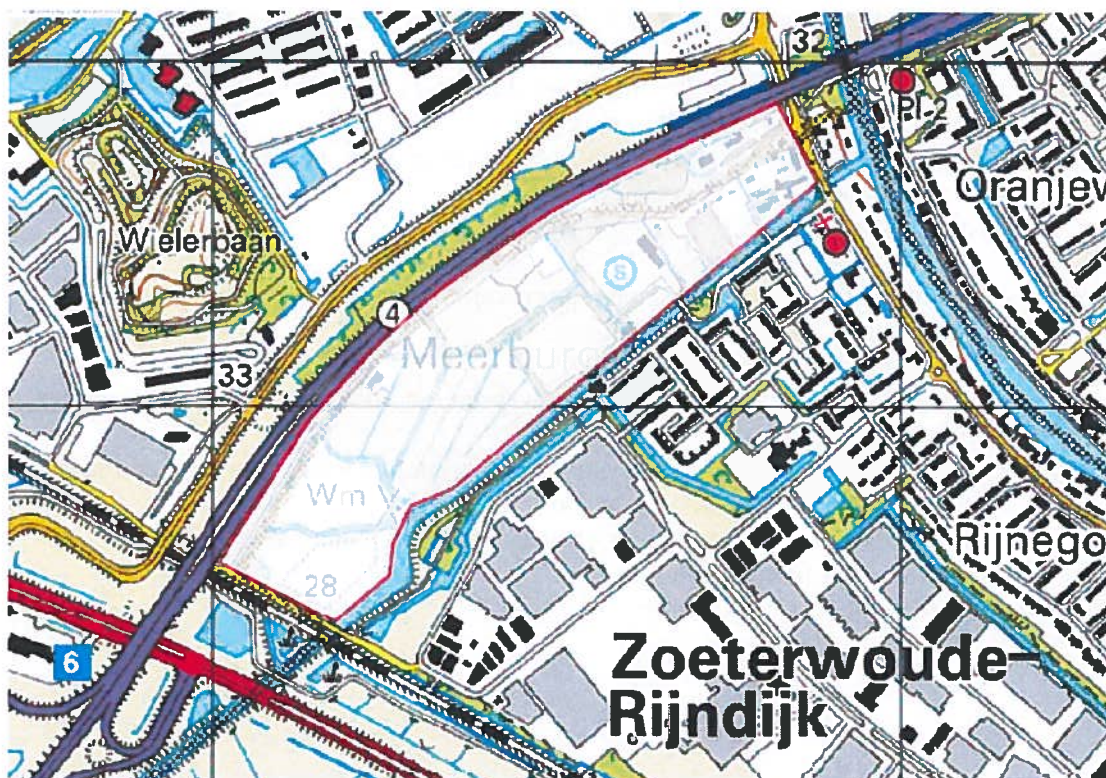 32
Pl-2
Oranjew
Wielerbaan
4
S
Meerburg
33
Wm V
28
Rijnego
6
Zoeterwoude-
Rijndijk